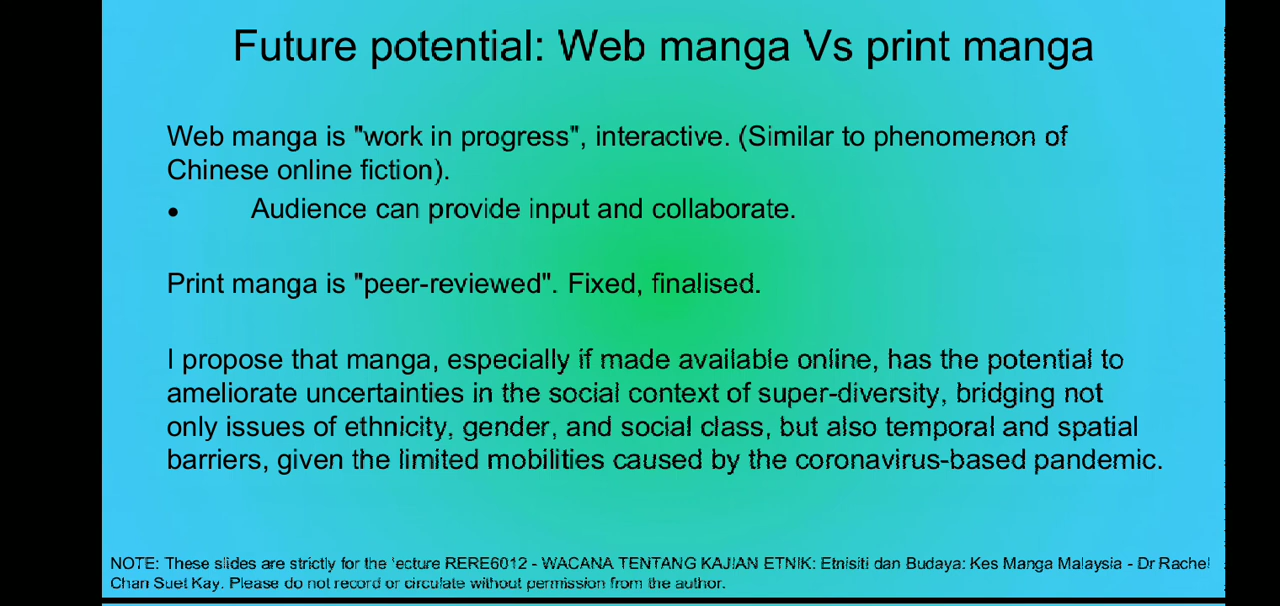 Future potential: Web manga Vs print manga
Web manga is "work in progress", interactive. (Similar to phenomenon of
Chinese online fiction).
• Audience can provide input and collaborate.
Print manga is "peer-reviewed". Fixed, finalised.
I propose that manga, especially if made available online, has the potential to
ameliorate uncertainties in the social context of super-diversity, bridging not
only issues of ethnicity, gender, and social class, but also temporal and spatial
barriers, given the limited mobilities caused by the coronavirus-based pandemic.
NOTE: These slides are strictly for the lecture RERE6012 - WACANA TENTANG KAJIAN ETNIK: Etnisiti dan Budaya: Kes Manga Malaysia - Dr Rachel
Chan Suet Kay. Please do not record or circulate without permission from the author.